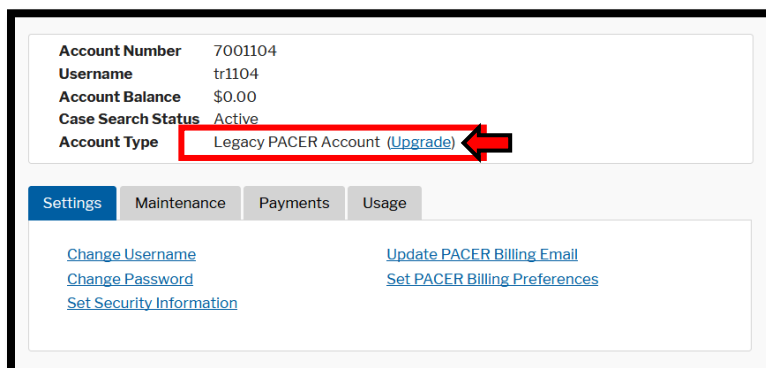 Account Number 7001104
Username tr1104
Account Balance $0.00
Case Search Status Active
Account Type Legacy PACER Account (Upgrade)
Settings Maintenance Payments Usage
Change Username Update PACER Billing Email
Change Password Set PACER Billing Preferences
Set Security Information